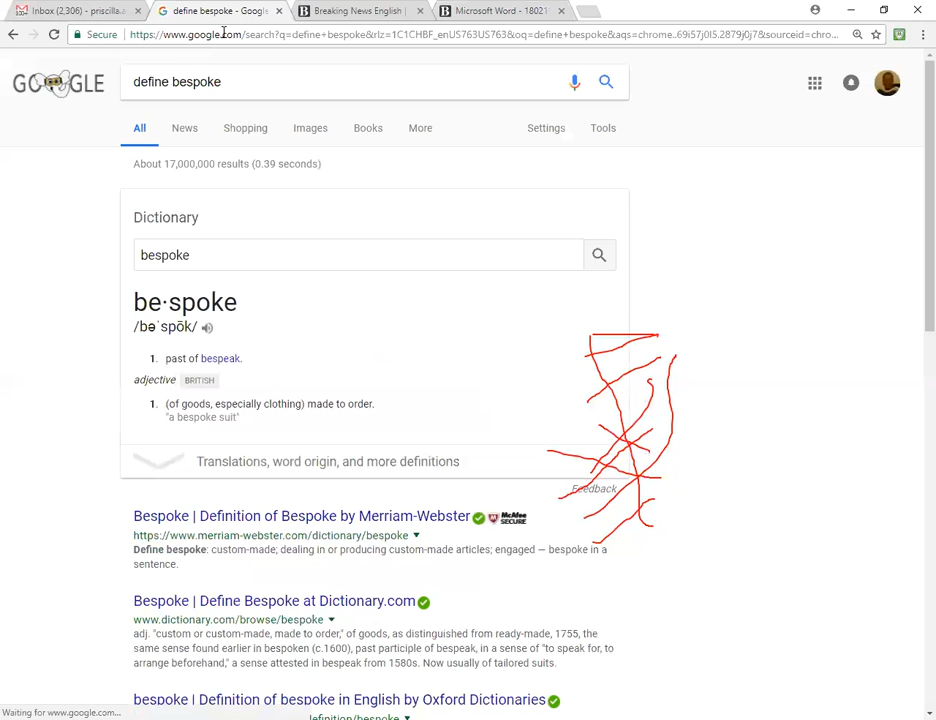 Inbox (2,306) - priscilla.a
define bespoke - Google
Breaking News English |
Microsoft Word - 18021
Secure
https://www.google.com/search?q=define+bespoke&rlz=1C1CHBF_enUS763US763&oq=define+bespoke&aqs=chrome..69i57j0l5.2879j0j7&sourceid=chro...
GOOGLE
define bespoke
All
News
Shopping
Images
Books
More
Settings
Tools
About 17,000,000 results (0.39 seconds)
Dictionary
bespoke
be·spoke
/bəˈspōk/
1. past of bespeak.
adjective BRITISH
1. (of goods, especially clothing) made to order.
"a bespoke suit"
Translations, word origin, and more definitions
Feedback
Bespoke | Definition of Bespoke by Merriam-Webster
McAfee SECURE
https://www.merriam-webster.com/dictionary/bespoke
Define bespoke: custom-made; dealing in or producing custom-made articles; engaged — bespoke in a
sentence.
Bespoke | Define Bespoke at Dictionary.com
www.dictionary.com/browse/bespoke
adj. "custom or custom-made, made to order," of goods, as distinguished from ready-made, 1755, the
same sense found earlier in bespoken (c.1600), past participle of bespeak, in a sense of "to speak for, to
arrange beforehand," a sense attested in bespeak from 1580s. Now usually of tailored suits.
bespoke | Definition of bespoke in English by Oxford Dictionaries
definition/bespoke
Waiting for www.google.com...